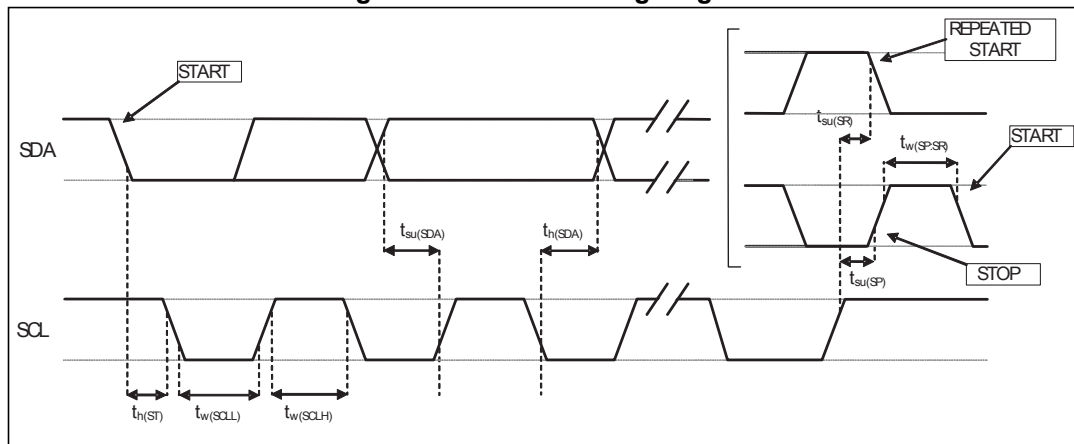 REPEATED
START
START
SDA
tsu(SR)
tw(SP:SR)
START
tsu(SDA)
th(SDA)
tsu(SP)
STOP
SCL
th(ST)
tw(SCLL)
tw(SCLH)